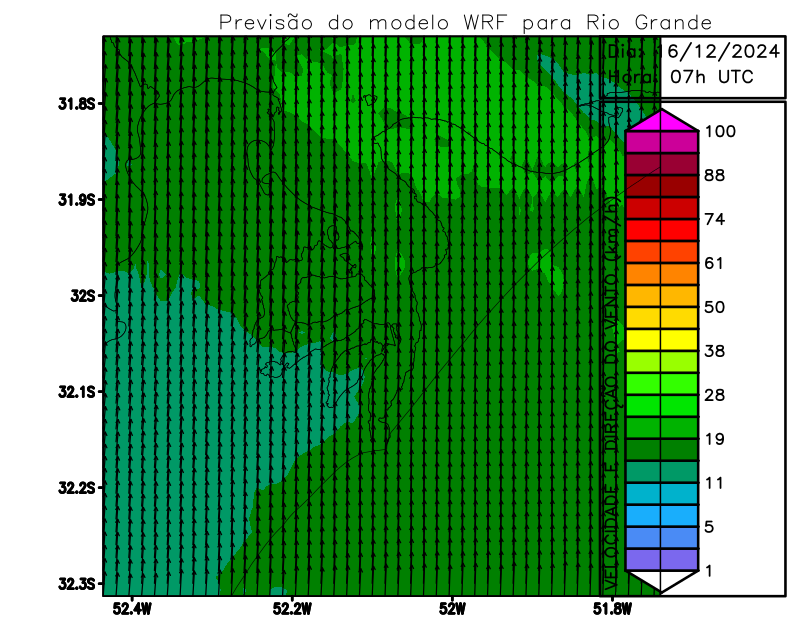 Previsão do modelo WRF para Rio Grande
Dia: 16/12/2024
Hora: 07h UTC
31.8S
31.9S
32S
32.1S
32.2S
32.3S
52.4W
52.2W
52W
51.8W
VELOCIDADE E DIREÇÃO DO VENTO (km/h)
100
88
74
61
50
38
28
19
11
5
1